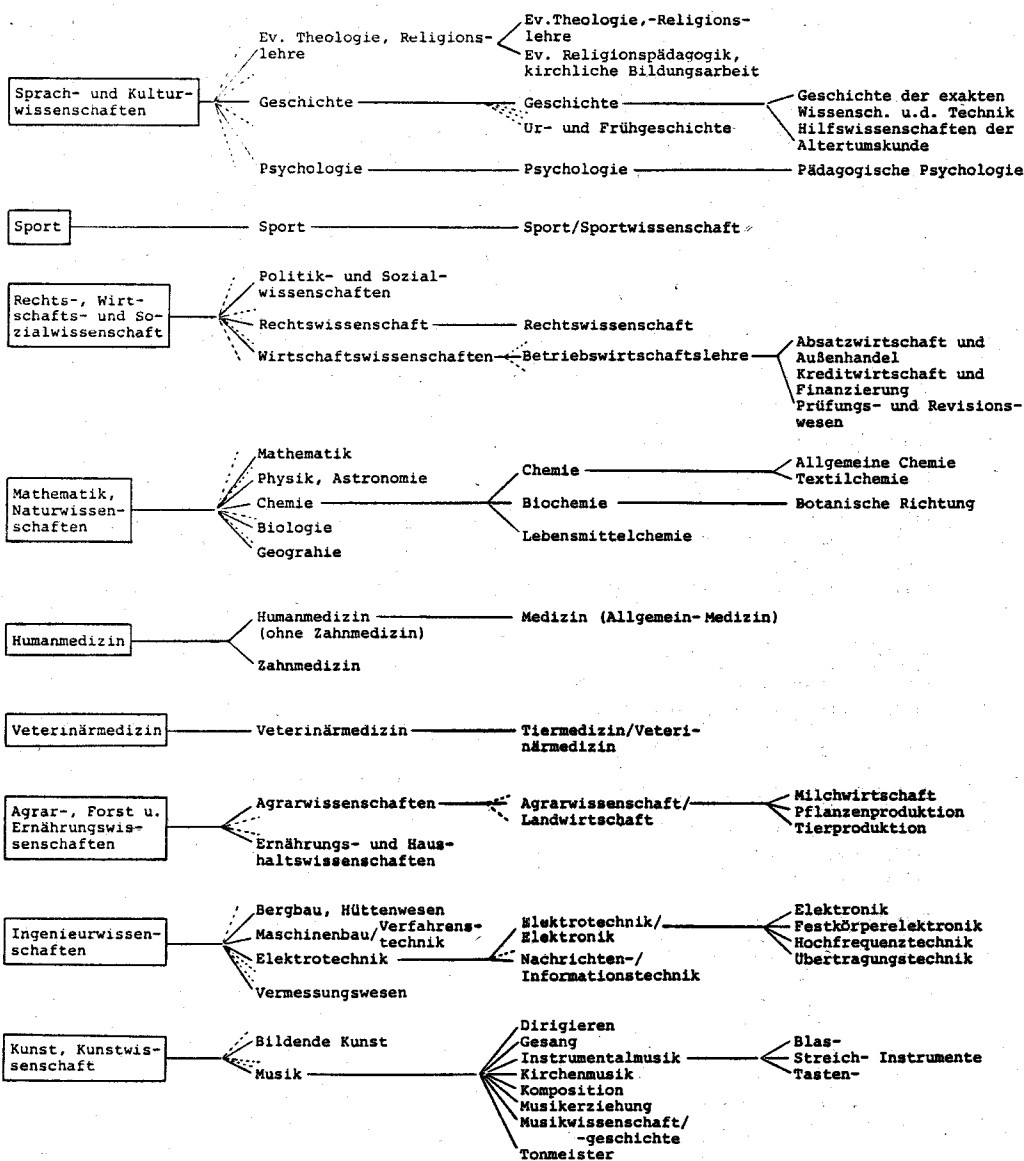 Sprach- und Kultur-
wissenschaften
Ev. Theologie, Religions-
lehre
Ev.Theologie,-Religions-
lehre
Ev. Religionspädagogik,
kirchliche Bildungsarbeit
Geschichte
Geschichte
Ur- und Frühgeschichte
Geschichte der exakten
Wissensch. u.d. Technik
Hilfswissenschaften der
Altertumskunde
Psychologie
Psychologie
Pädagogische Psychologie
Sport
Sport
Sport/Sportwissenschaft
Rechts-, Wirt-
schafts- und So-
zialwissenschaft
Politik- und Sozial-
wissenschaften
Rechtswissenschaft
Rechtswissenschaft
Wirtschaftswissenschaften
Betriebswirtschaftslehre
Absatzwirtschaft und
Außenhandel
Kreditwirtschaft und
Finanzierung
Prüfungs- und Revisions-
wesen
Mathematik,
Naturwissen-
schaften
Mathematik
Physik, Astronomie
Chemie
Biologie
Geograhie
Chemie
Biochemie
Lebensmittelchemie
Allgemeine Chemie
Textilchemie
Botanische Richtung
Humanmedizin
Humanmedizin
(ohne Zahnmedizin)
Zahnmedizin
Medizin (Allgemein-Medizin)
Veterinärmedizin
Veterinärmedizin
Tiermedizin/Veteri-
närmedizin
Agrar-, Forst u.
Ernährungswis-
senschaften
Agrarwissenschaften
Ernährungs- und Haus-
haltswissenschaften
Agrarwissenschaft/
Landwirtschaft
Milchwirtschaft
Pflanzenproduktion
Tierproduktion
Ingenieurwissen-
schaften
Bergbau, Hüttenwesen
Maschinenbau/Verfahrens-
technik
Elektrotechnik
Vermessungswesen
Elektrotechnik/
Elektronik
Nachrichten-/
Informationstechnik
Elektronik
Festkörperelektronik
Hochfrequenztechnik
Übertragungstechnik
Kunst, Kunstwis-
senschaft
Bildende Kunst
Musik
Dirigieren
Gesang
Instrumentalmusik
Kirchenmusik
Komposition
Musikerziehung
Musikwissenschaft/
-geschichte
Tonmeister
Blas-
Streich- Instrumente
Tasten-